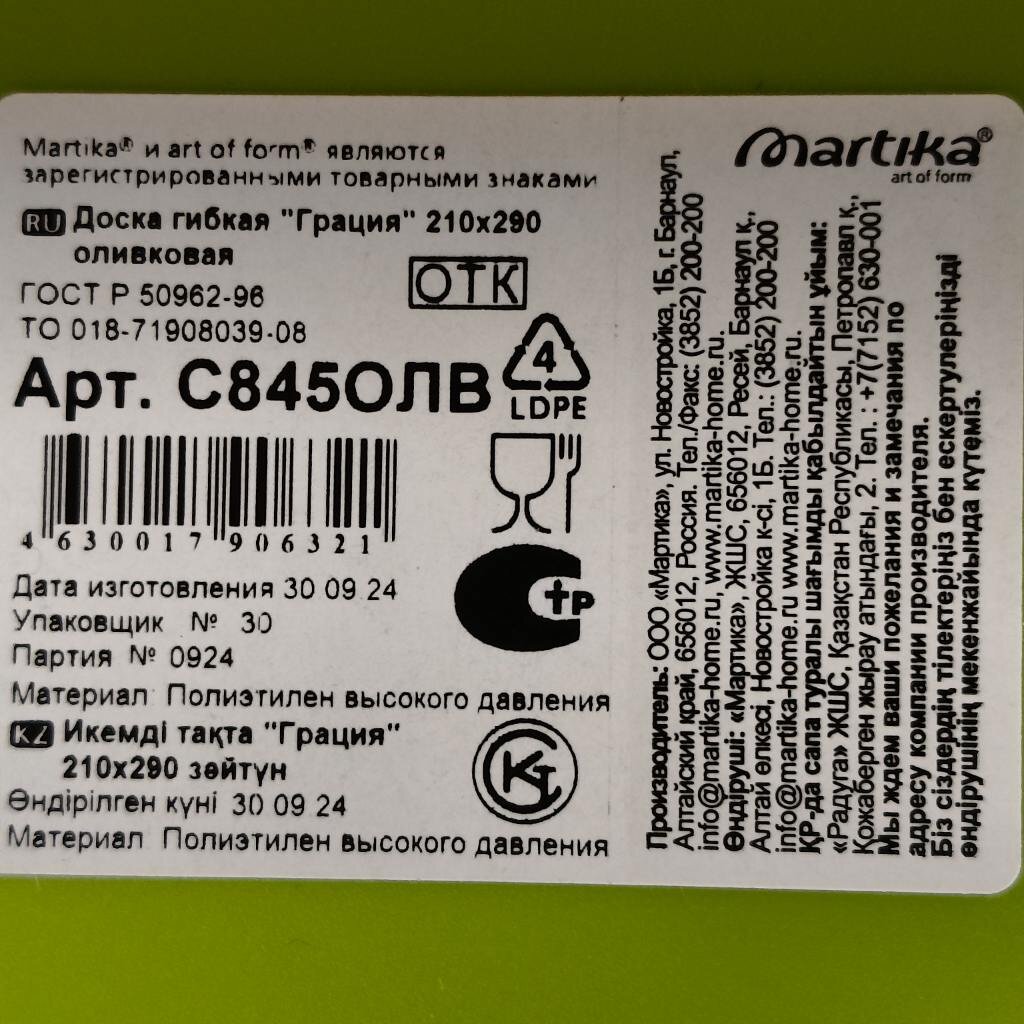 Martika® и art of form® являются
зарегистрированными товарными знаками
RU Доска гибкая "Грация" 210x290
оливковая
ГОСТ Р 50962-96
ТО 018-71908039-08
ОТК
Арт. С845ОЛВ
4
LDPE
4 630017 906321
Дата изготовления 30 09 24
Упаковщик № 30
Партия № 0924
Материал Полиэтилен высокого давления
KZ Икемді тақта "Грация"
210x290 зәйтүн
Өндірілген күні 30 09 24
Материал Полиэтилен высокого давления
Martika®
art of form
Производитель: ООО «Мартика», ул. Новостройка, 1Б, г. Барнаул,
Алтайский край, 656012, Россия. Тел./Факс: (3852) 200-200
info@martika-home.ru, www.martika-home.ru.
Өндіруші: «Мартика», ЖШС, 656012, Ресей, Барнаул қ.,
Алтай өлкесі, Новостройка к-сі, 1Б. Тел.: (3852) 200-200
info@martika-home.ru www.martika-home.ru.
ҚР-да сапа туралы шағымды қабылдайтын ұйым:
«Радуга» ЖШС, Қазақстан Республикасы, Петропавл қ.,
Қожаберген жырау атындағы, 2. Тел. : +7(7152) 630-001
Мы ждем ваши пожелания и замечания по
адресу компании производителя.
Біз сіздердің тілектеріңіз бен ескертулеріңізді
өндірушінің мекенжайында күтеміз.